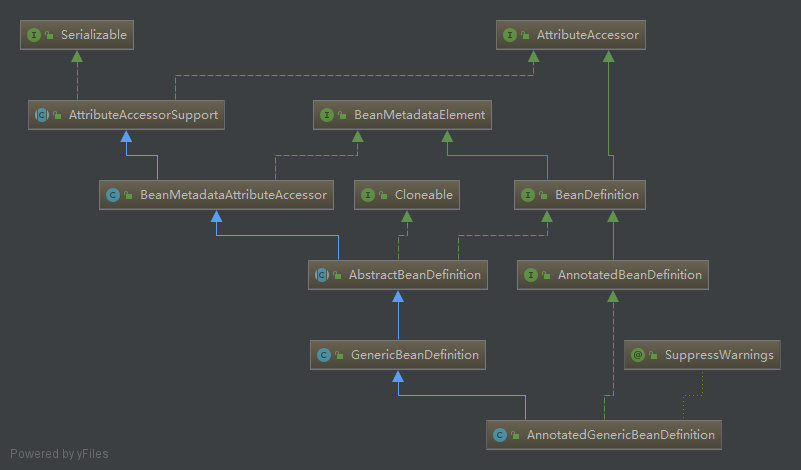 Serializable
AttributeAccessor
AttributeAccessorSupport
BeanMetadataElement
BeanMetadataAttributeAccessor
Cloneable
BeanDefinition
AbstractBeanDefinition
AnnotatedBeanDefinition
GenericBeanDefinition
SuppressWarnings
AnnotatedGenericBeanDefinition
Powered by yFiles